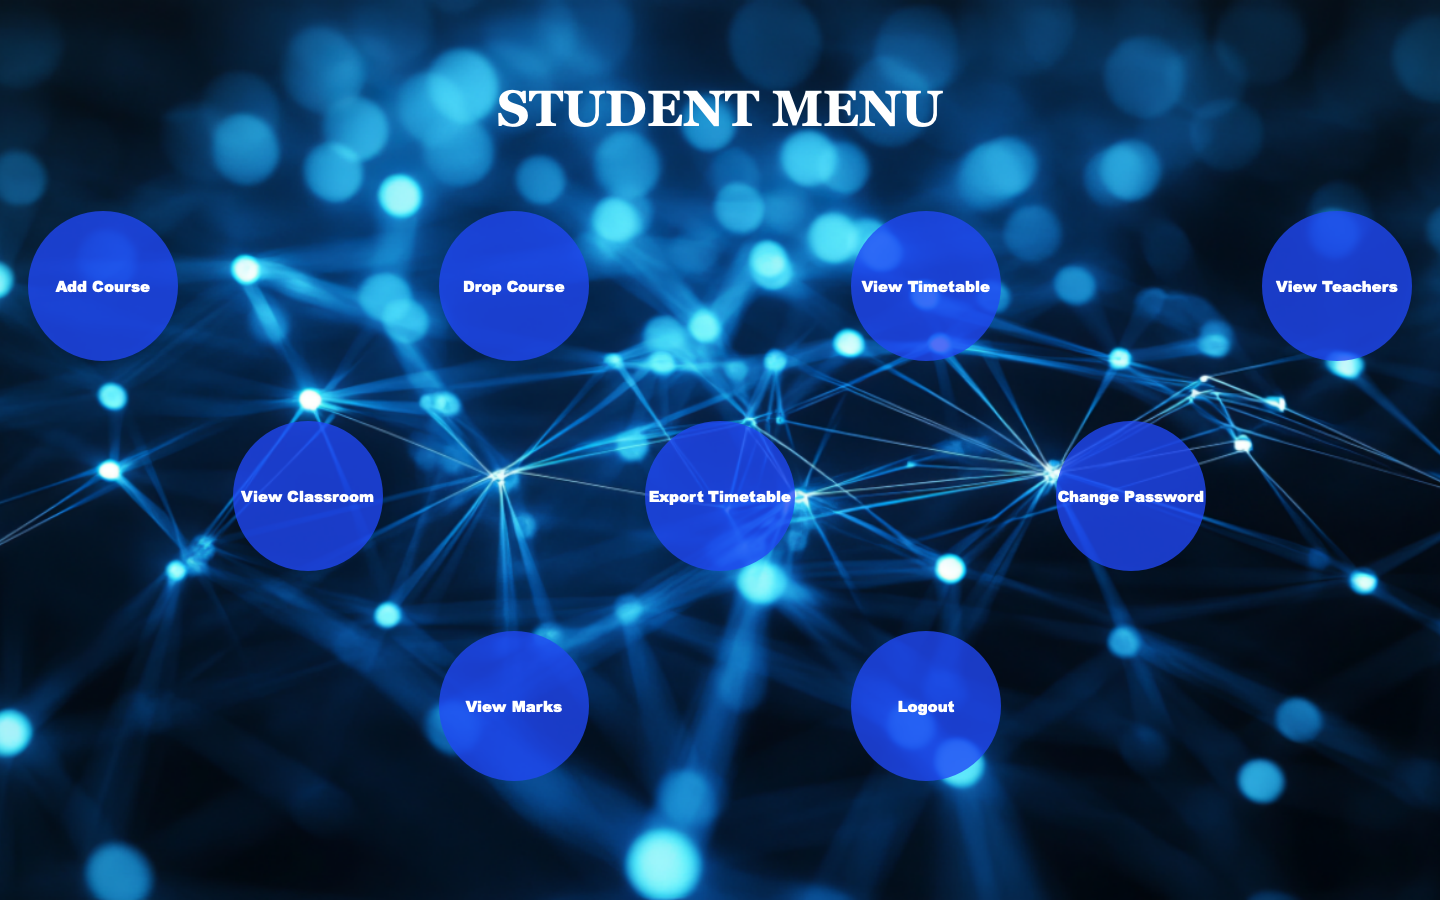 STUDENT MENU
Add Course
Drop Course
View Timetable
View Teachers
View Classroom
Export Timetable
Change Password
View Marks
Logout